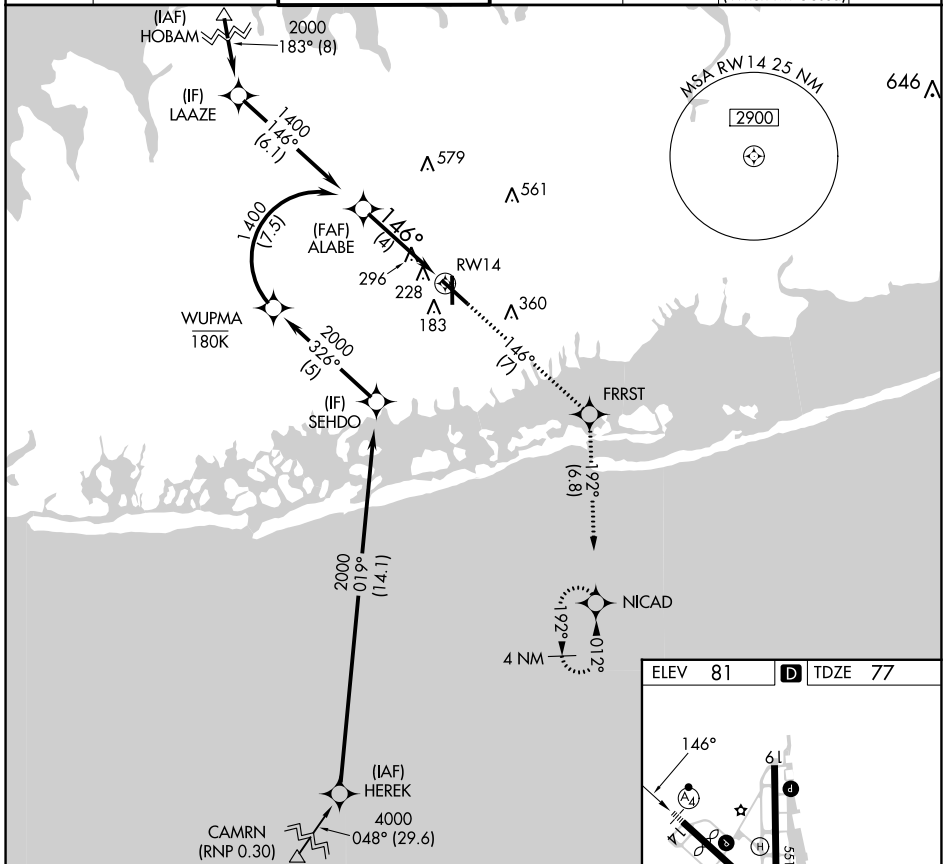 (IAF)
HOBAM
2000
183° (8)
(IF)
LAAZE
1400
146°
(6.1)
MSA RW14 25 NM
2900
646
579
561
1400
(7.5)
(FAF)
ALABE
146°
(4)
296
228
183
RW14
360
WUPMA
180K
2000
326°
(5)
(IF)
SEHDO
146°
(7)
FRRST
192°
(6.8)
2000
019°
(14.1)
NICAD
192°
012°
4 NM
(IAF)
HEREK
CAMRN
(RNP 0.30)
4000
048° (29.6)
ELEV 81
D
TDZE 77
146°
19
A4
P
14
P
H